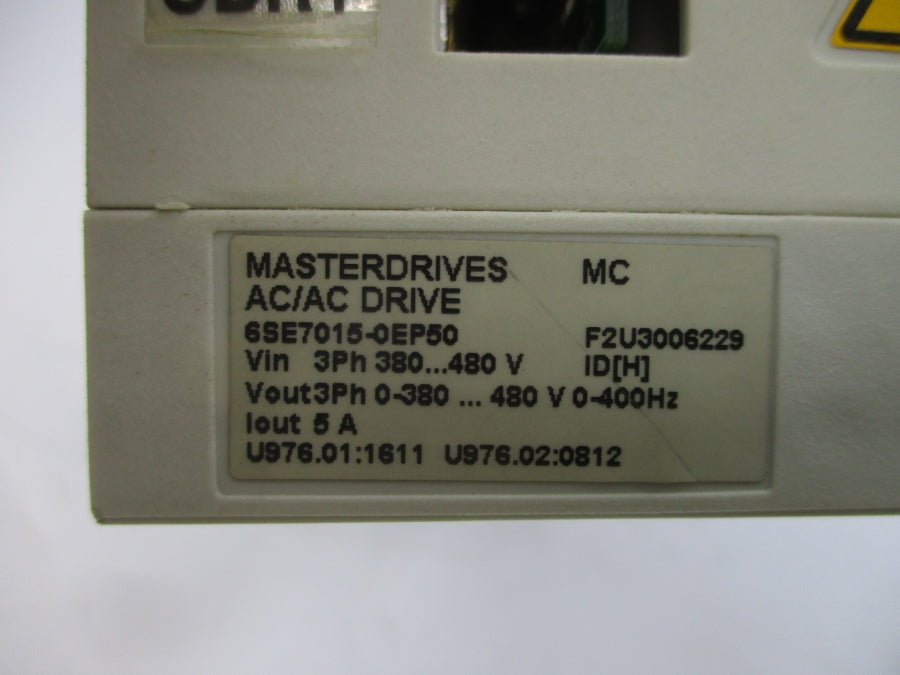 MASTERDRIVES MC
AC/AC DRIVE
6SE7015-0EP50 F2U3006229
Vin 3Ph 380...480 V ID[H]
Vout3Ph 0-380 ... 480 V 0-400Hz
Iout 5 A
U976.01:1611 U976.02:0812